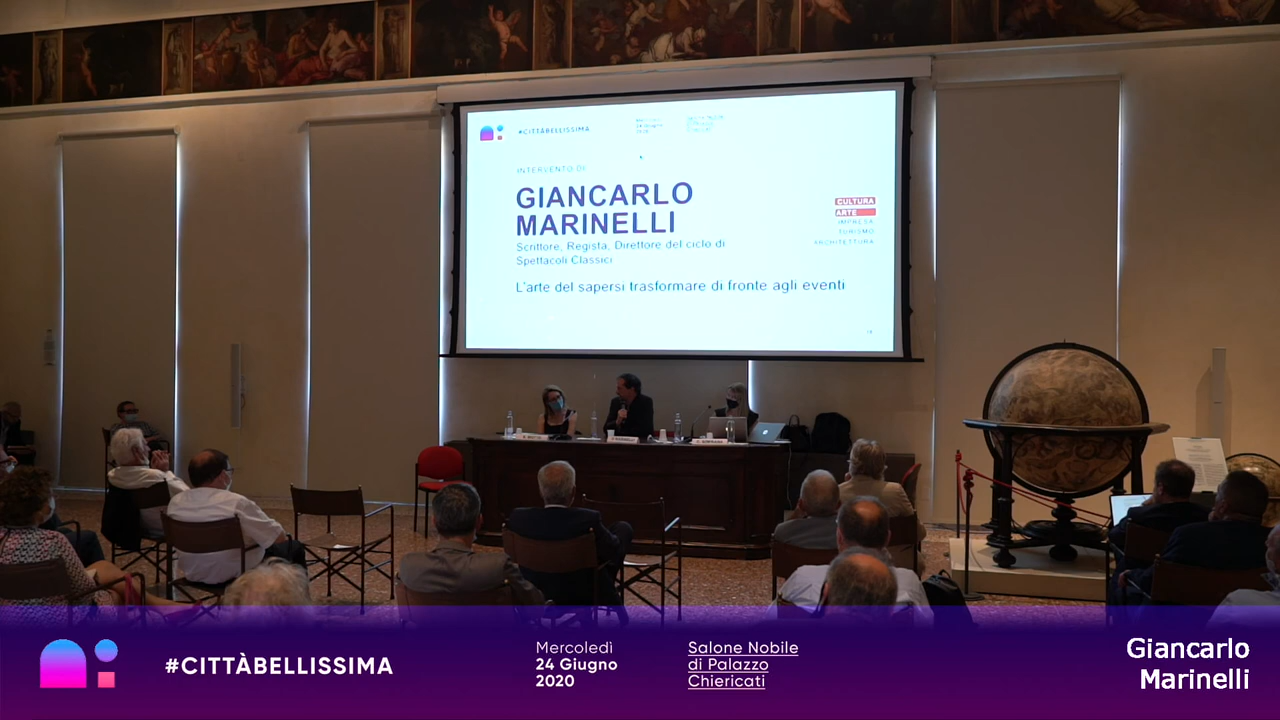 #CITTÀBELLISSIMA
INTERVENTO DI
GIANCARLO
MARINELLI
Scrittore, Regista, Direttore del ciclo di
Spettacoli Classici
L'arte del sapersi trasformare di fronte agli eventi
CULTURA
ARTE
IMPRESA
TURISMO
ARCHITETTURA
#CITTÀBELLISSIMA
Mercoledì
24 Giugno
2020
Salone Nobile
di Palazzo
Chiericati
Giancarlo
Marinelli